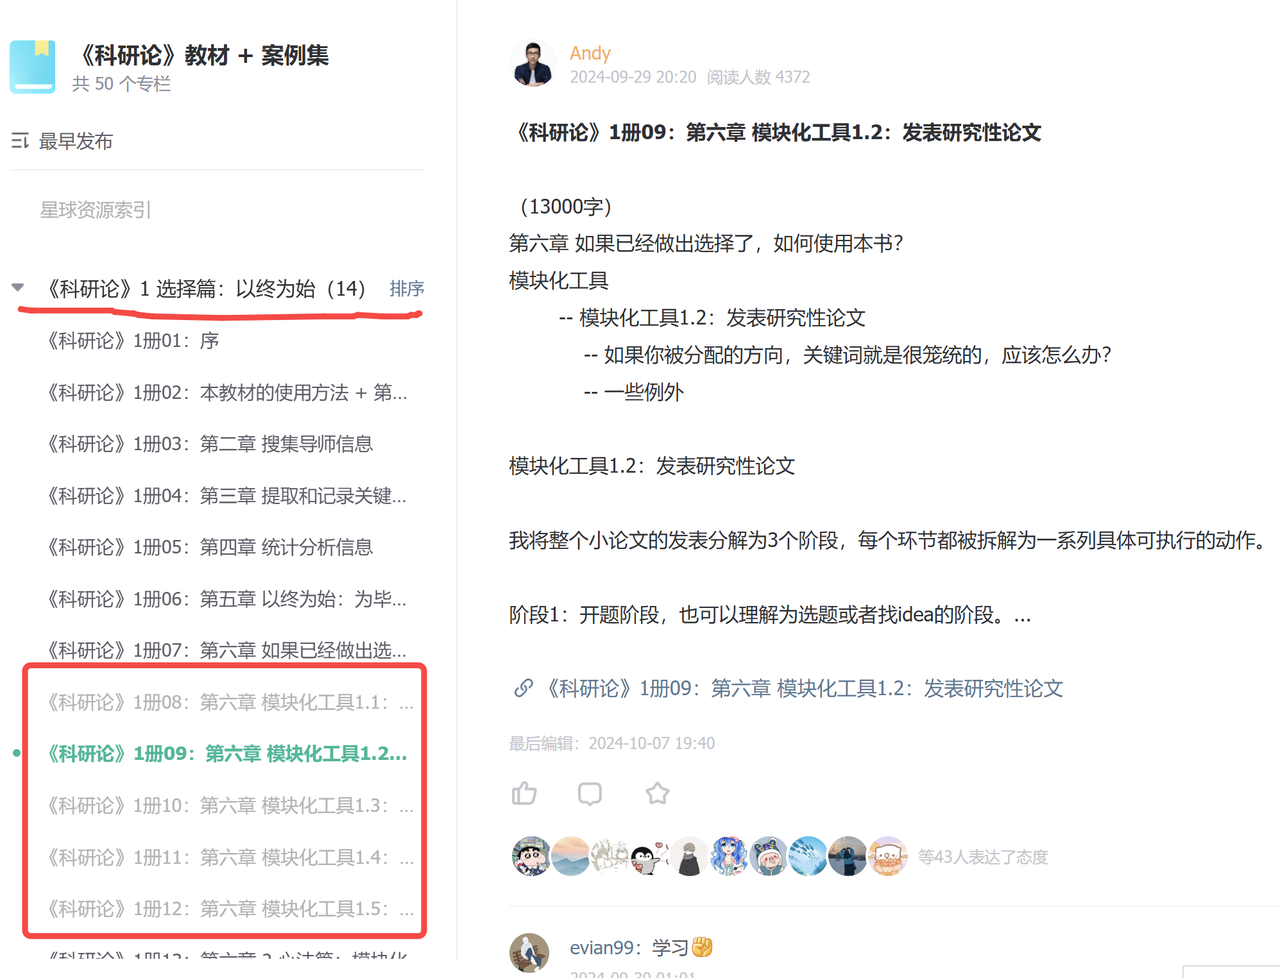 《科研论》教材 + 案例集
共 50 个专栏
最早发布
星球资源索引
《科研论》1 选择篇：以终为始（14） 排序
《科研论》1册01：序
《科研论》1册02：本教材的使用方法 + 第...
《科研论》1册03：第二章 搜集导师信息
《科研论》1册04：第三章 提取和记录关键...
《科研论》1册05：第四章 统计分析信息
《科研论》1册06：第五章 以终为始：为毕...
《科研论》1册07：第六章 如果已经做出选...
《科研论》1册08：第六章 模块化工具1.1：...
《科研论》1册09：第六章 模块化工具1.2...
《科研论》1册10：第六章 模块化工具1.3：...
《科研论》1册11：第六章 模块化工具1.4：...
《科研论》1册12：第六章 模块化工具1.5：...
Andy
2024-09-29 20:20 阅读人数 4372
《科研论》1册09：第六章 模块化工具1.2：发表研究性论文
（13000字）
第六章 如果已经做出选择了，如何使用本书？
模块化工具
-- 模块化工具1.2：发表研究性论文
-- 如果你被分配的方向，关键词就是很笼统的，应该怎么办？
-- 一些例外
模块化工具1.2：发表研究性论文
我将整个小论文的发表分解为3个阶段，每个环节都被拆解为一系列具体可执行的动作。
阶段1：开题阶段，也可以理解为选题或者找idea的阶段。...
《科研论》1册09：第六章 模块化工具1.2：发表研究性论文
最后编辑：2024-10-07 19:40
等43人表达了态度
evian99：学习✊
2024-09-30 01:01